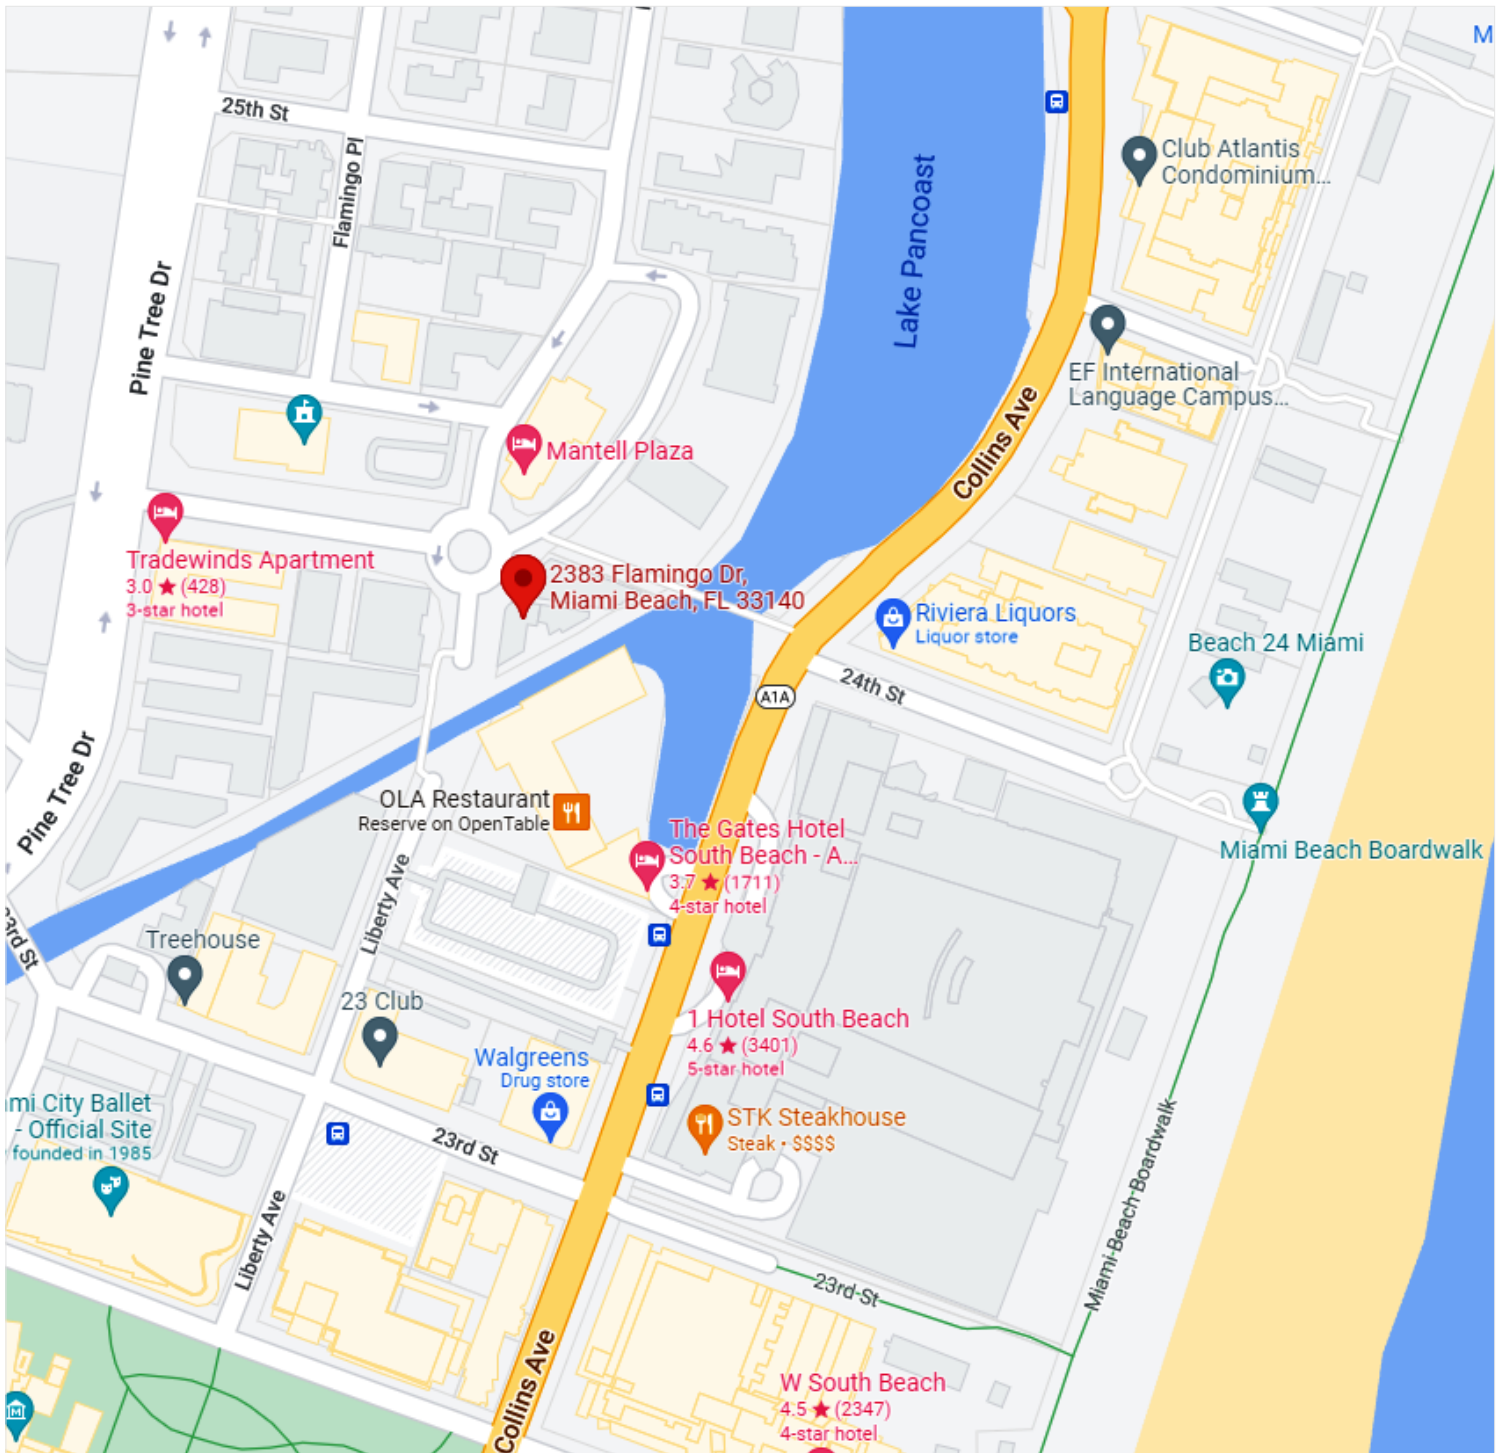 M
25th St
Flamingo Pl
Lake Pancoast
Club Atlantis
Condominium...
Pine Tree Dr
EF International
Language Campus...
Collins Ave
Mantell Plaza
Tradewinds Apartment
3.0 ★ (428)
3-star hotel
2383 Flamingo Dr,
Miami Beach, FL 33140
Riviera Liquors
Liquor store
Beach 24 Miami
24th St
A1A
Pine Tree Dr
OLA Restaurant
Reserve on OpenTable
The Gates Hotel
South Beach - A...
3.7 ★ (1711)
4-star hotel
Miami Beach Boardwalk
Liberty Ave
23rd St
Treehouse
23 Club
1 Hotel South Beach
4.6 ★ (3401)
5-star hotel
Walgreens
Drug store
mi City Ballet
- Official Site
founded in 1985
STK Steakhouse
Steak • $$$$
23rd St
Miami Beach Boardwalk
Liberty Ave
23rd St
Collins Ave
W South Beach
4.5 ★ (2347)
4-star hotel